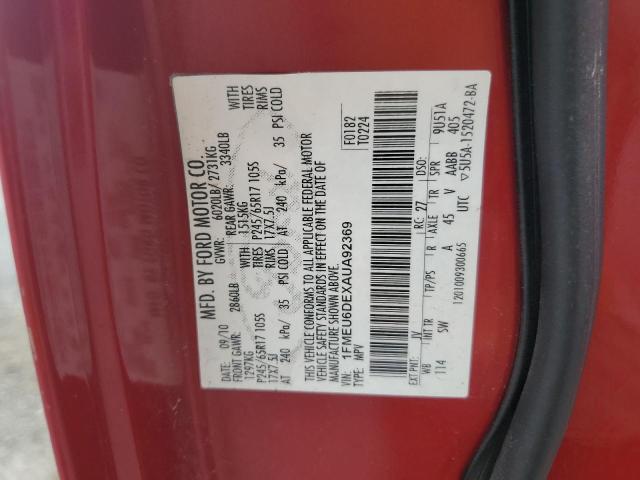 MFD. BY FORD MOTOR CO.
DATE: 09/10 GVWR: 6020LB/ 2731KG
FRONT GAWR: 2860LB REAR GAWR: 3340LB
1297KG 1515KG WITH
P245/65R17 105S TIRES P245/65R17 105S TIRES
17X7.5J RIMS 17X7.5J RIMS
AT 240 kPa/ 35 PSI COLD AT 240 kPa/ 35 PSI COLD
THIS VEHICLE CONFORMS TO ALL APPLICABLE FEDERAL MOTOR
VEHICLE SAFETY STANDARDS IN EFFECT ON THE DATE OF
MANUFACTURE SHOWN ABOVE.
1FMEU6DEXAUA92369 F0182
TYPE: MPV T0224
EXT PNT: JV RC: 27 DSO:
WB INT TR TP/PS R AXLE TR SPR 9U51A
114 SW A 45 V AABB 405
1201009300665 UTC 5U5A-1520472-BA